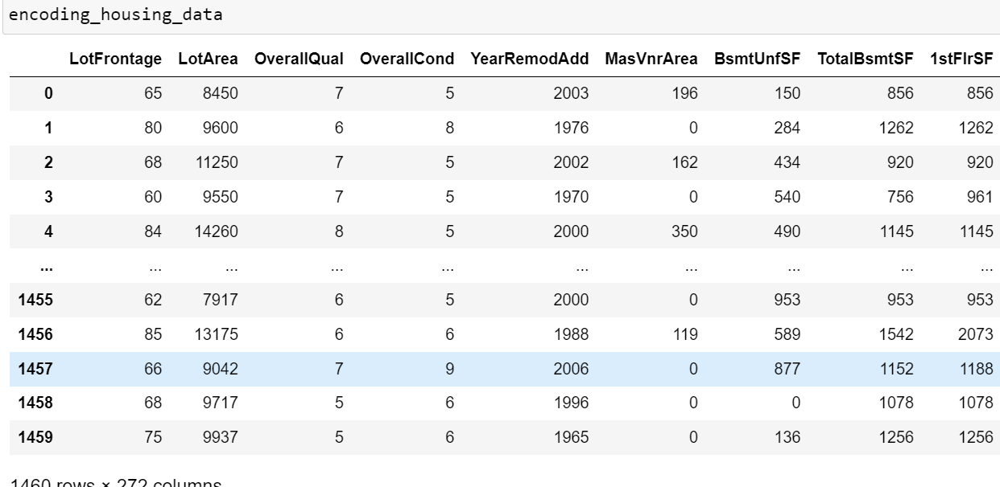 encoding_housing_data
LotFrontage LotArea OverallQual OverallCond YearRemodAdd MasVnrArea BsmtUnfSF TotalBsmtSF 1stFlrSF
0 65 8450 7 5 2003 196 150 856 856
1 80 9600 6 8 1976 0 284 1262 1262
2 68 11250 7 5 2002 162 434 920 920
3 60 9550 7 5 1970 0 540 756 961
4 84 14260 8 5 2000 350 490 1145 1145
... ... ... ... ... ... ... ... ... ...
1455 62 7917 6 5 2000 0 953 953 953
1456 85 13175 6 6 1988 119 589 1542 2073
1457 66 9042 7 9 2006 0 877 1152 1188
1458 68 9717 5 6 1996 0 0 1078 1078
1459 75 9937 5 6 1965 0 136 1256 1256
1460 rows × 272 columns